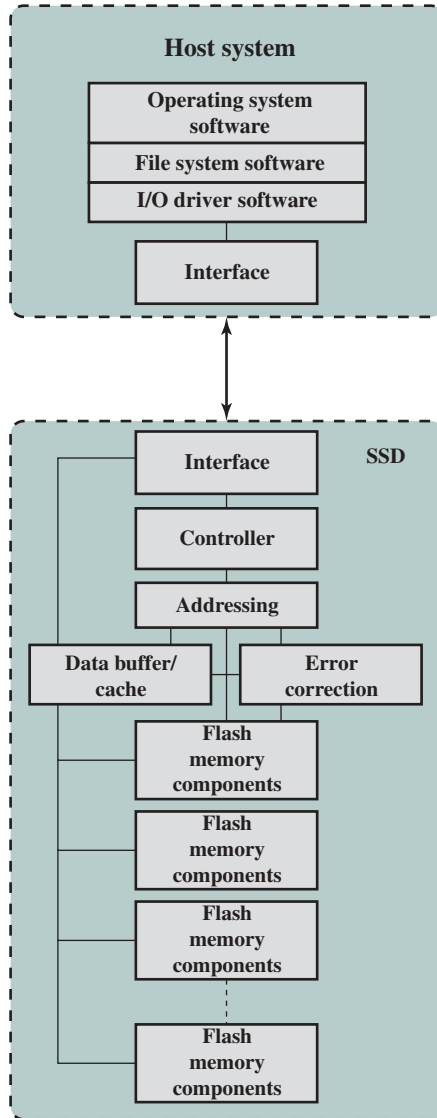 Host system
Operating system
software
File system software
I/O driver software
Interface
SSD
Interface
Controller
Addressing
Data buffer/
cache
Error
correction
Flash
memory
components
Flash
memory
components
Flash
memory
components
Flash
memory
components